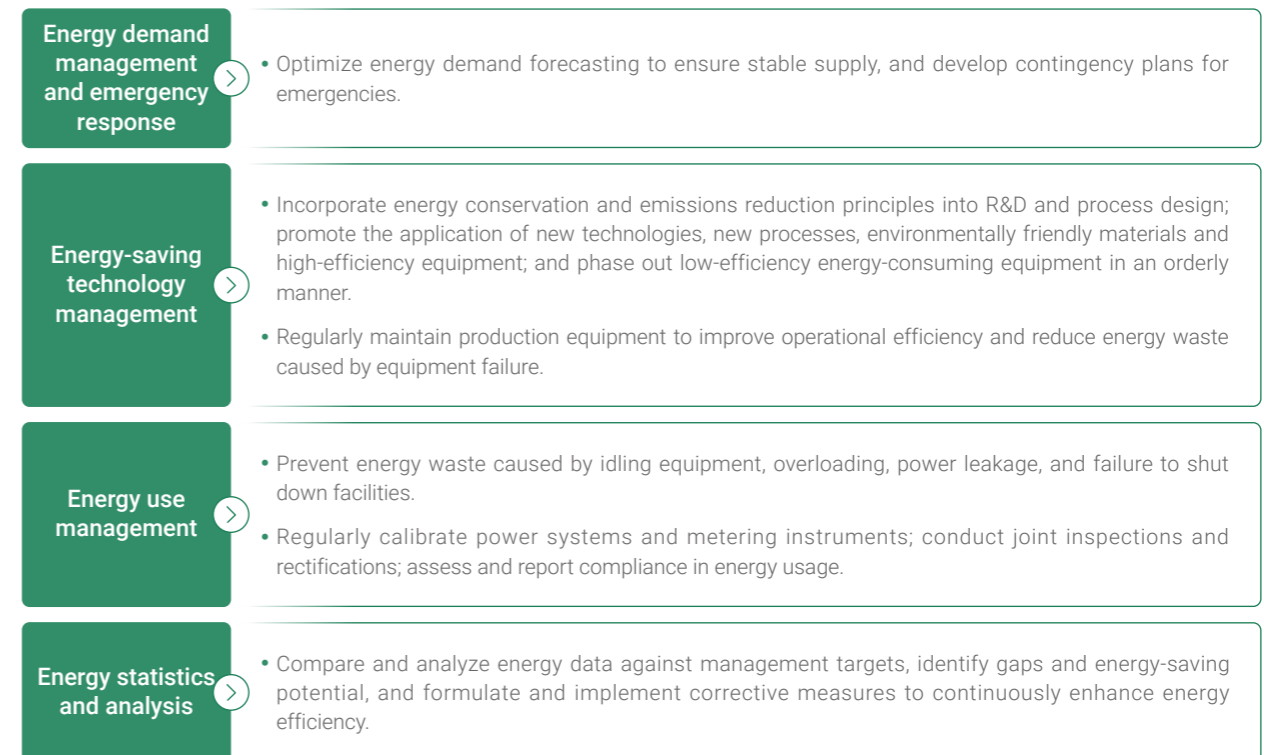 Energy demand
management
and emergency
response
• Optimize energy demand forecasting to ensure stable supply, and develop contingency plans for
emergencies.
Energy-saving
technology
management
• Incorporate energy conservation and emissions reduction principles into R&D and process design;
promote the application of new technologies, new processes, environmentally friendly materials and
high-efficiency equipment; and phase out low-efficiency energy-consuming equipment in an orderly
manner.
• Regularly maintain production equipment to improve operational efficiency and reduce energy waste
caused by equipment failure.
Energy use
management
• Prevent energy waste caused by idling equipment, overloading, power leakage, and failure to shut
down facilities.
• Regularly calibrate power systems and metering instruments; conduct joint inspections and
rectifications; assess and report compliance in energy usage.
Energy statistics
and analysis
• Compare and analyze energy data against management targets, identify gaps and energy-saving
potential, and formulate and implement corrective measures to continuously enhance energy
efficiency.